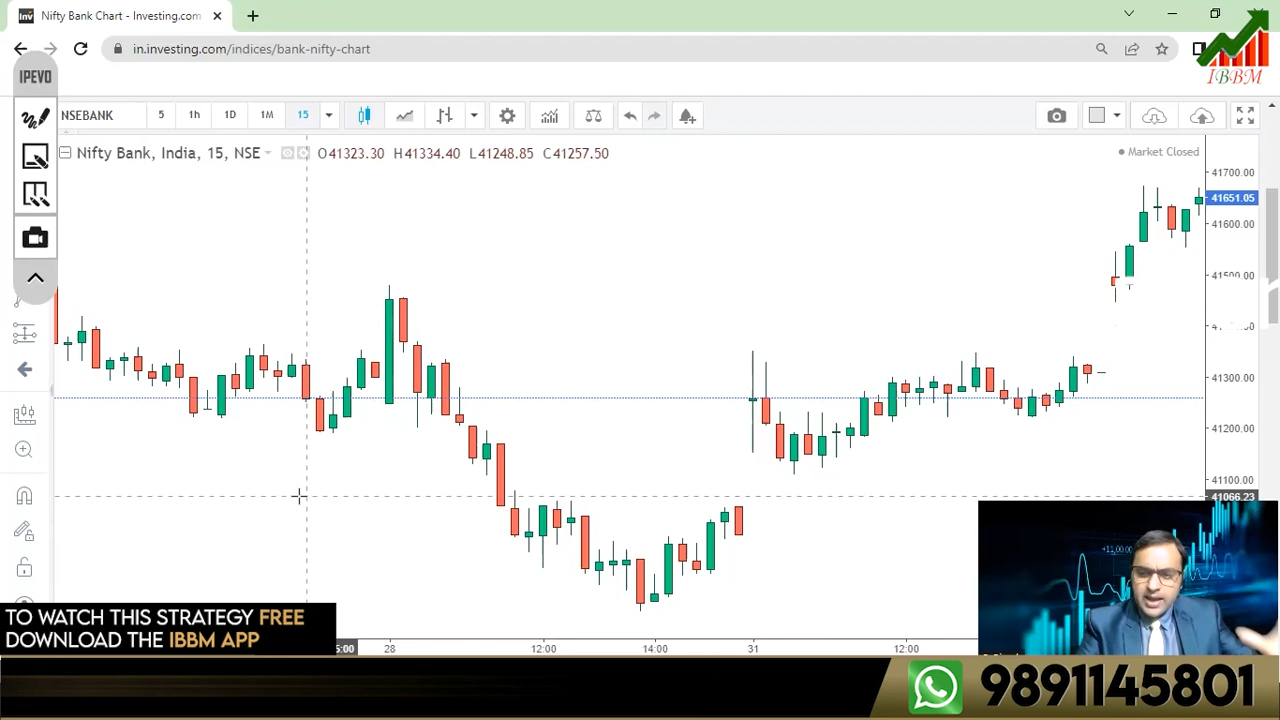 Nifty Bank Chart - Investing.com
in.investing.com/indices/bank-nifty-chart
IBBM
IPEVO
NSEBANK 5 1h 1D 1M 15
Nifty Bank, India, 15, NSE O41323.30 H41334.40 L41248.85 C41257.50
Market Closed
41700.00
41651.05
41600.00
41500.00
41300.00
41200.00
41100.00
41066.23
+11,00.00
28 12:00 14:00 31 12:00
TO WATCH THIS STRATEGY FREE
DOWNLOAD THE IBBM APP
9891145801